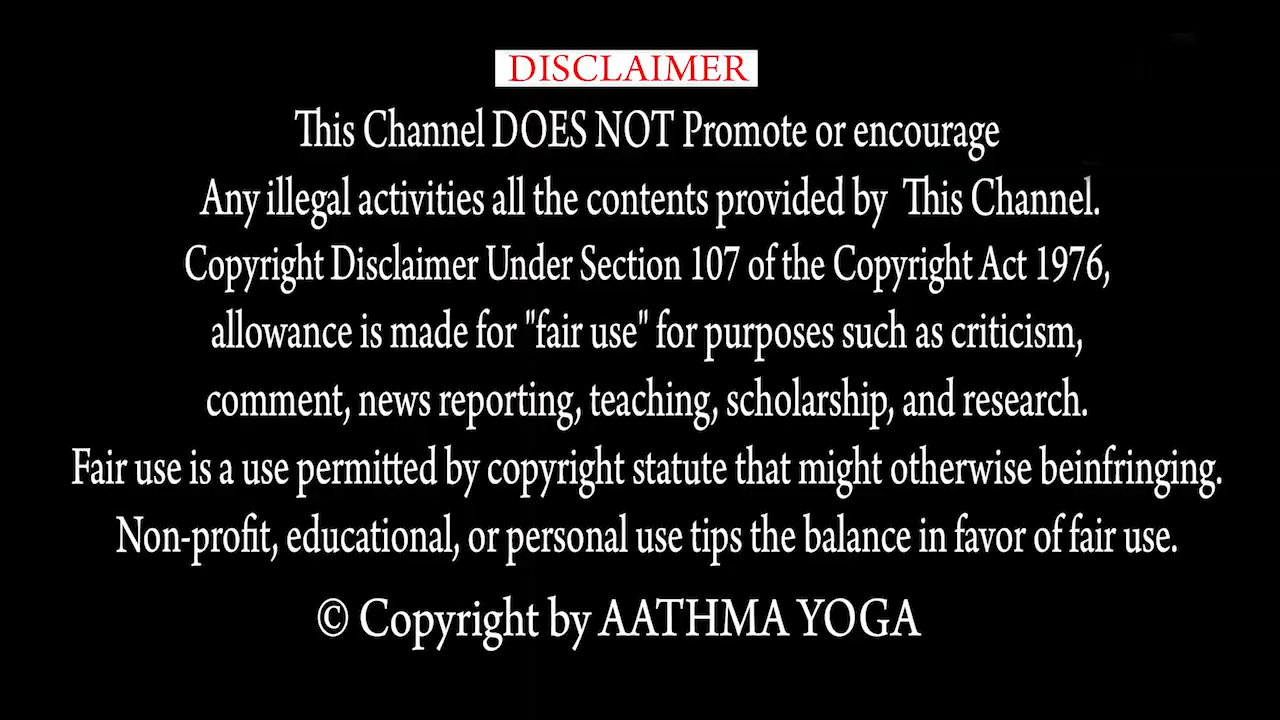 DISCLAIMER
This Channel DOES NOT Promote or encourage
Any illegal activities all the contents provided by This Channel.
Copyright Disclaimer Under Section 107 of the Copyright Act 1976,
allowance is made for "fair use" for purposes such as criticism,
comment, news reporting, teaching, scholarship, and research.
Fair use is a use permitted by copyright statute that might otherwise beinfringing.
Non-profit, educational, or personal use tips the balance in favor of fair use.
© Copyright by AATHMA YOGA